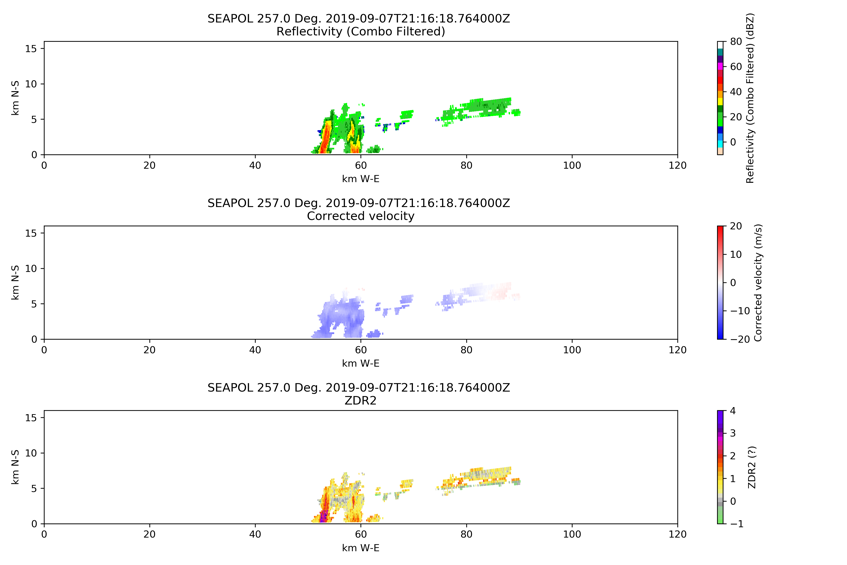 SEAPOL 257.0 Deg. 2019-09-07T21:16:18.764000Z
Reflectivity (Combo Filtered)
15
10
5
0
km N-S
0 20 40 60 80 100 120
km W-E
80
60
40
20
0
Reflectivity (Combo Filtered) (dBZ)
SEAPOL 257.0 Deg. 2019-09-07T21:16:18.764000Z
Corrected velocity
15
10
5
0
km N-S
0 20 40 60 80 100 120
km W-E
20
10
0
−10
−20
Corrected velocity (m/s)
SEAPOL 257.0 Deg. 2019-09-07T21:16:18.764000Z
ZDR2
15
10
5
0
km N-S
0 20 40 60 80 100 120
km W-E
4
3
2
1
0
−1
ZDR2 (?)